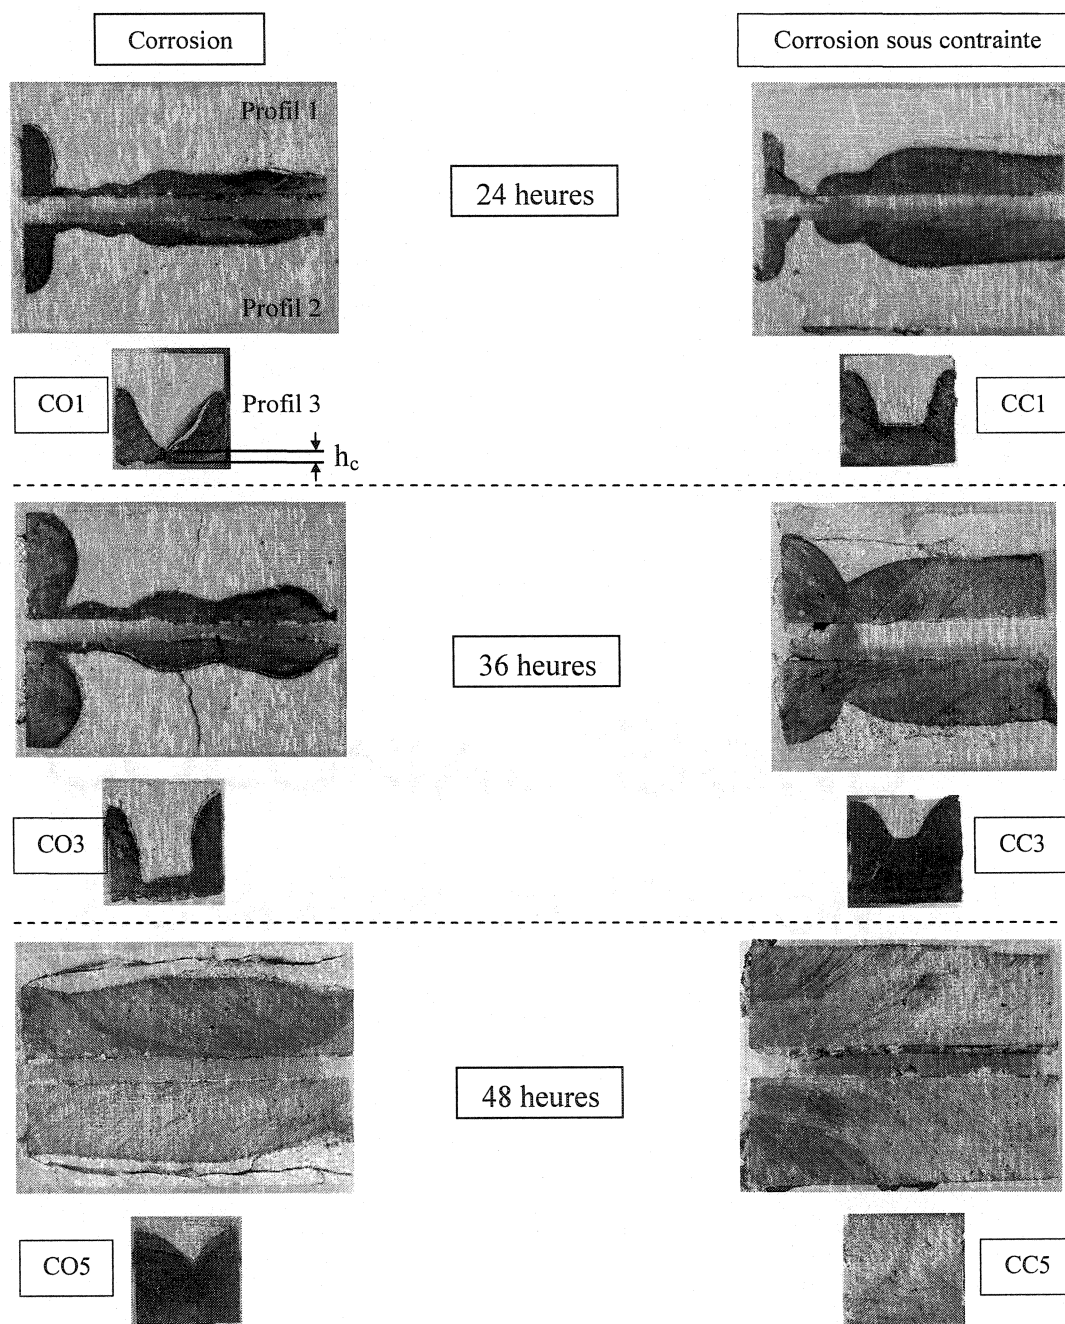 Corrosion
Corrosion sous contrainte
Profil 1
24 heures
Profil 2
CO1
Profil 3
h_c
CC1
36 heures
CO3
CC3
48 heures
CO5
CC5